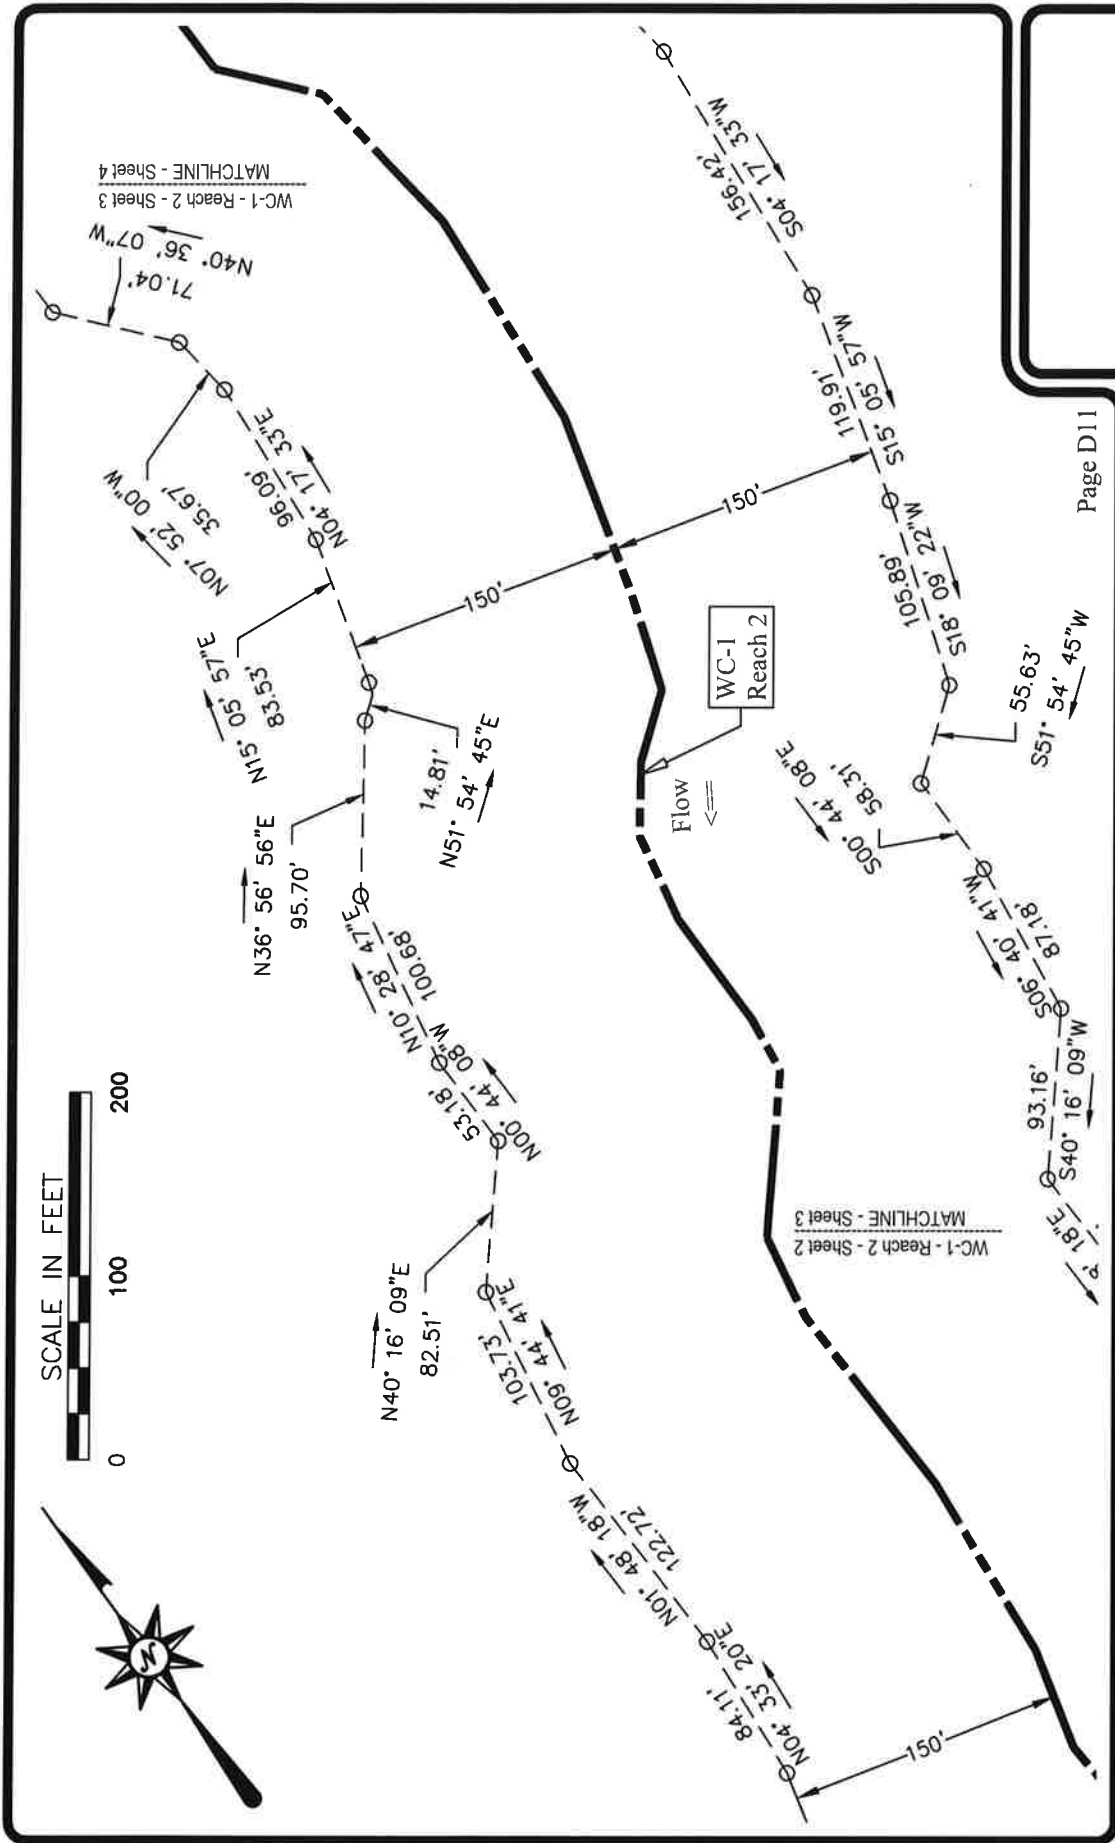 SCALE IN FEET
0
100
200
WC-1 - Reach 2 - Sheet 3
MATCHLINE - Sheet 4
N40° 36' 07"W
71.04'
N07° 52' 00"W
35.67'
96.09'
N04° 17' 33"E
N15° 05' 57"E
83.53'
14.81'
N51° 54' 45"E
N36° 56' 56"E
95.70'
N10° 28' 47"E
100.68'
53.18'
N00° 44' 08"W
N40° 16' 09"E
82.51'
103.73'
N09° 44' 41"E
N01° 48' 18"W
122.72'
84.11'
N04° 33' 20"E
150'
150'
150'
WC-1
Reach 2
Flow
<==
WC-1 - Reach 2 - Sheet 2
MATCHLINE - Sheet 3
156.42'
S04° 17' 33"W
119.91'
S15° 05' 57"W
105.89'
S18° 09' 22"W
55.63'
S51° 54' 45"W
S00° 44' 08"E
58.31'
S06° 40' 41"W
87.18'
93.16'
S40° 16' 09"W
18"E
N
Page D11